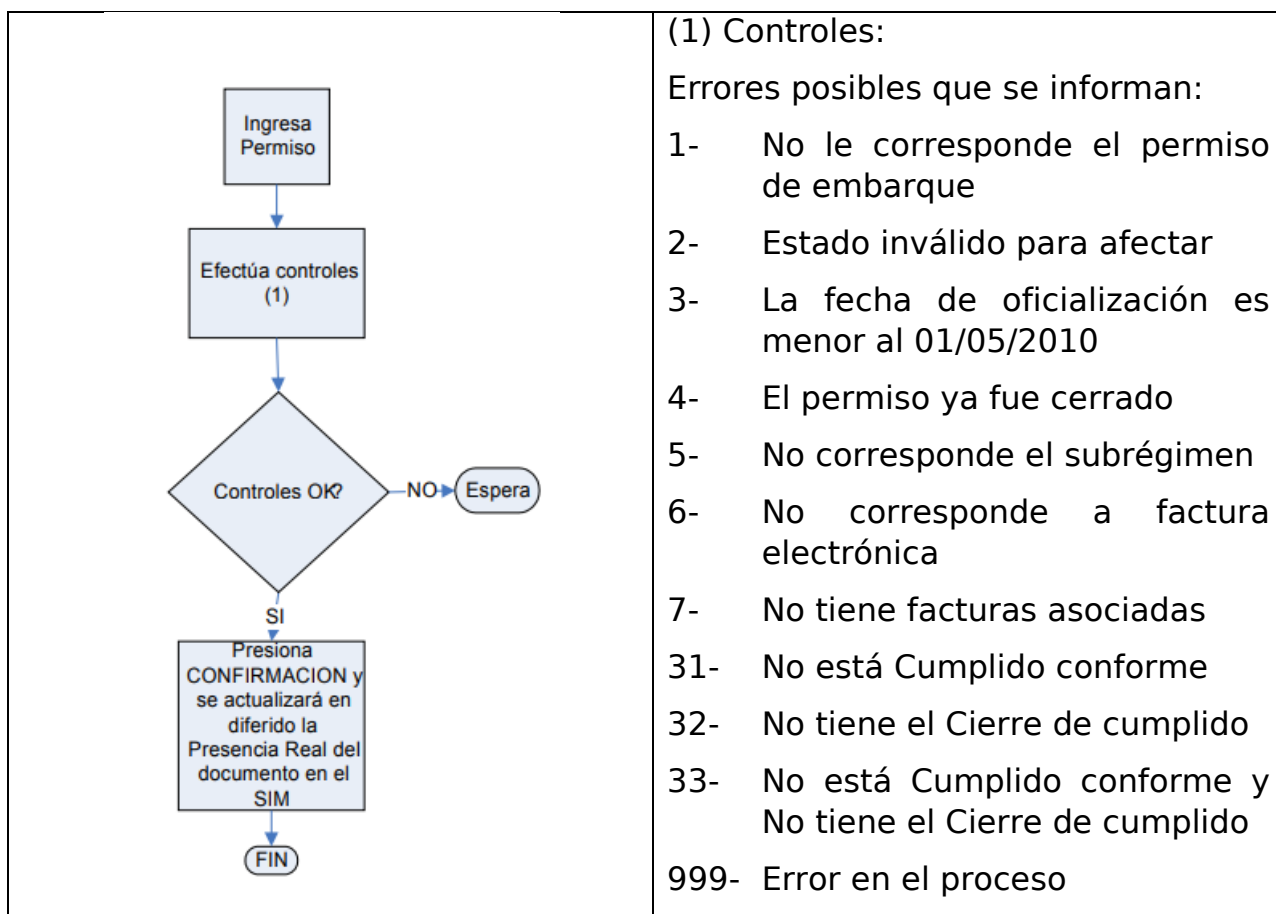 Ingresa
Permiso
Efectúa controles
(1)
Controles OK?
NO
Espera
SI
Presiona
CONFIRMACION y
se actualizará en
diferido la
Presencia Real del
documento en el
SIM
FIN
(1) Controles:
Errores posibles que se informan:
1- No le corresponde el permiso
de embarque
2- Estado inválido para afectar
3- La fecha de oficialización es
menor al 01/05/2010
4- El permiso ya fue cerrado
5- No corresponde el subrégimen
6- No corresponde a factura
electrónica
7- No tiene facturas asociadas
31- No está Cumplido conforme
32- No tiene el Cierre de cumplido
33- No está Cumplido conforme y
No tiene el Cierre de cumplido
999- Error en el proceso